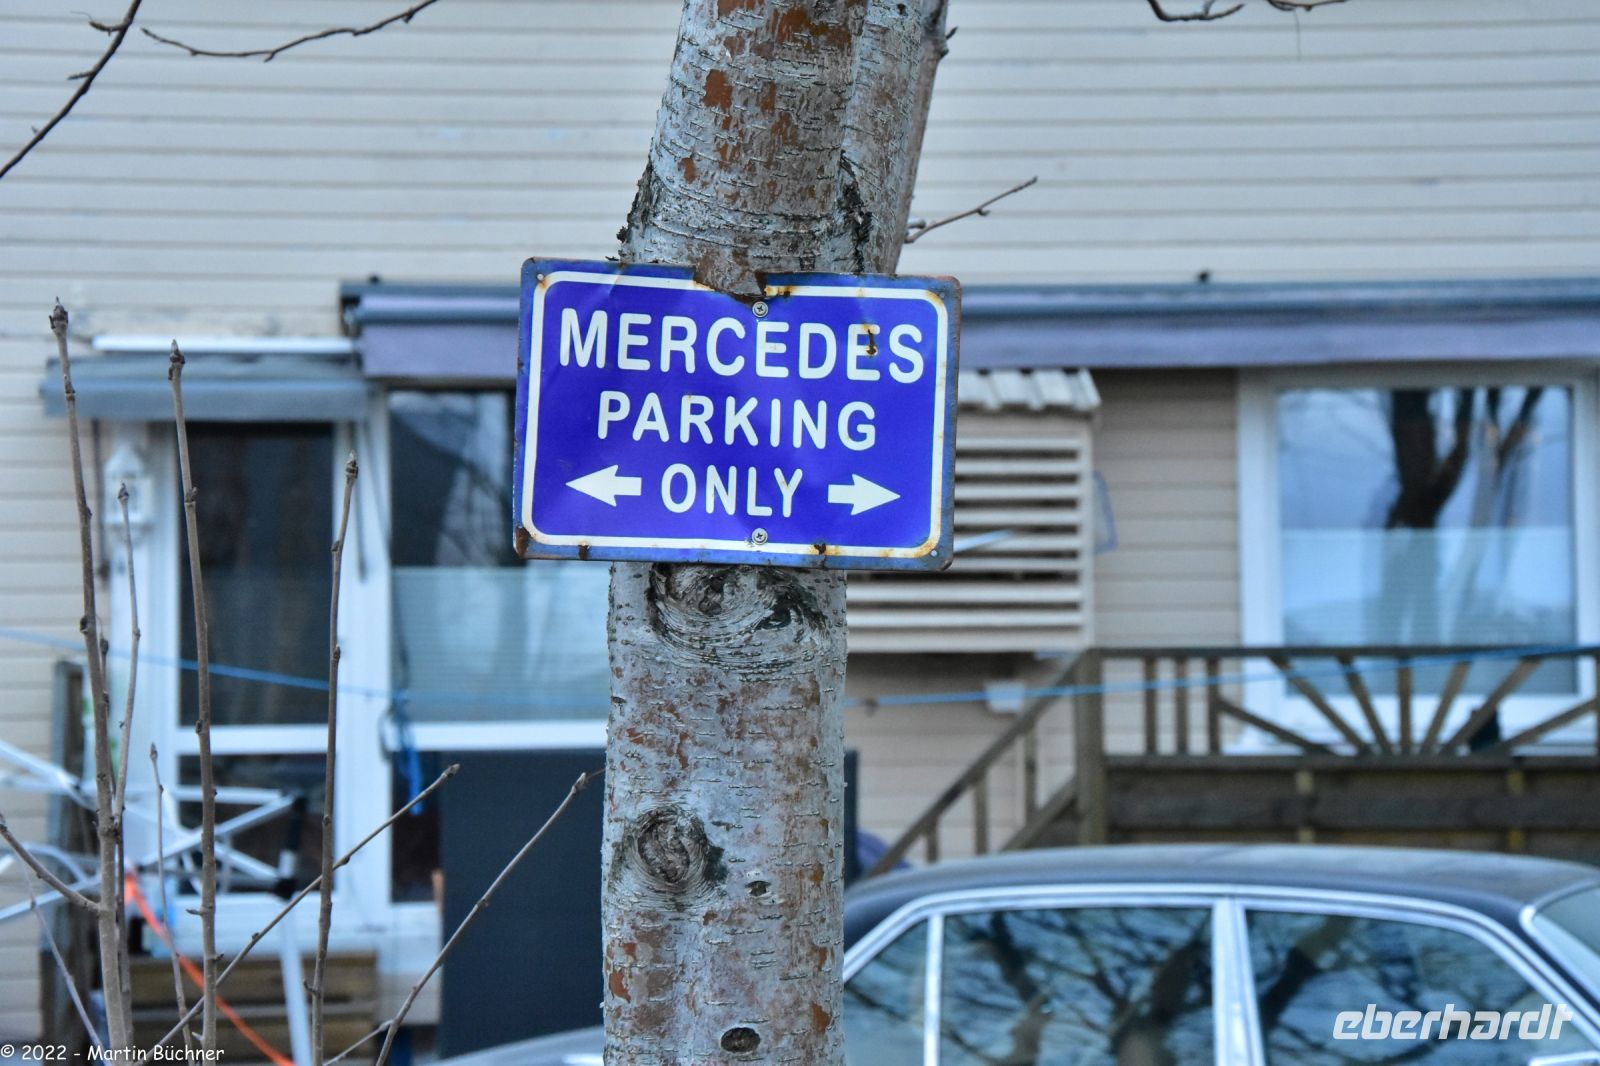 MERCEDES
PARKING
ONLY
© 2022 - Martin Büchner
eberhardt